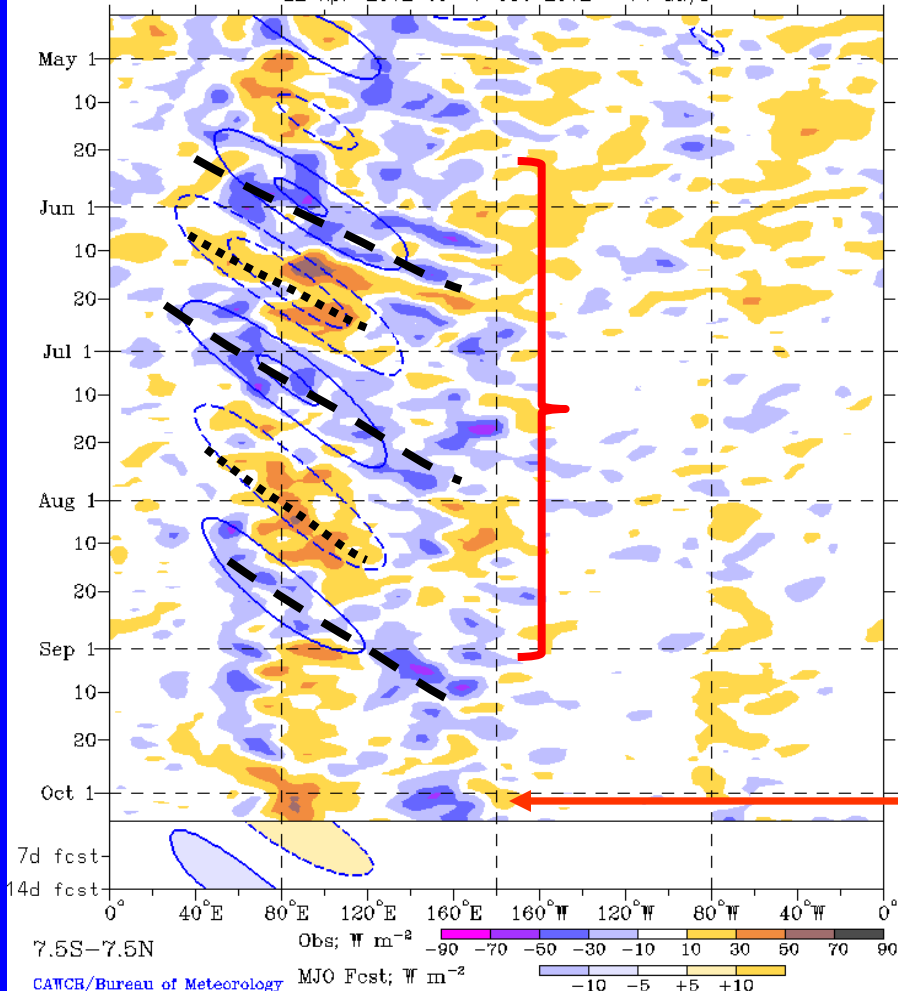 May 1
10
20
Jun 1
10
20
Jul 1
10
20
Aug 1
10
20
Sep 1
10
20
Oct 1
7d fcst
14d fcst
0° 40°E 80°E 120°E 160°E 160°W 120°W 80°W 40°W 0°
7.5S-7.5N
Obs; W m⁻²
-90 -70 -50 -30 -10 10 30 50 70 90
CAWCR/Bureau of Meteorology
MJO Fcst; W m⁻²
-10 -5 +5 +10